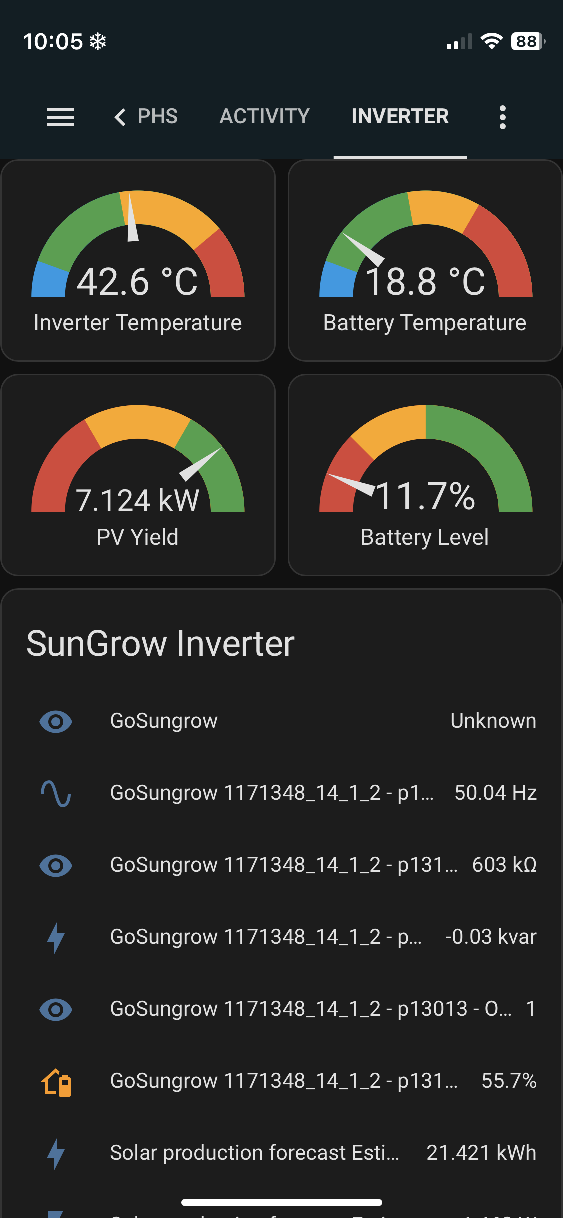 10:05
88
PHS ACTIVITY INVERTER
42.6 °C 18.8 °C
Inverter Temperature Battery Temperature
7.124 kW 11.7%
PV Yield Battery Level
SunGrow Inverter
GoSungrow Unknown
GoSungrow 1171348_14_1_2 - p1... 50.04 Hz
GoSungrow 1171348_14_1_2 - p131... 603 kΩ
GoSungrow 1171348_14_1_2 - p... -0.03 kvar
GoSungrow 1171348_14_1_2 - p13013 - O... 1
GoSungrow 1171348_14_1_2 - p131... 55.7%
Solar production forecast Esti... 21.421 kWh